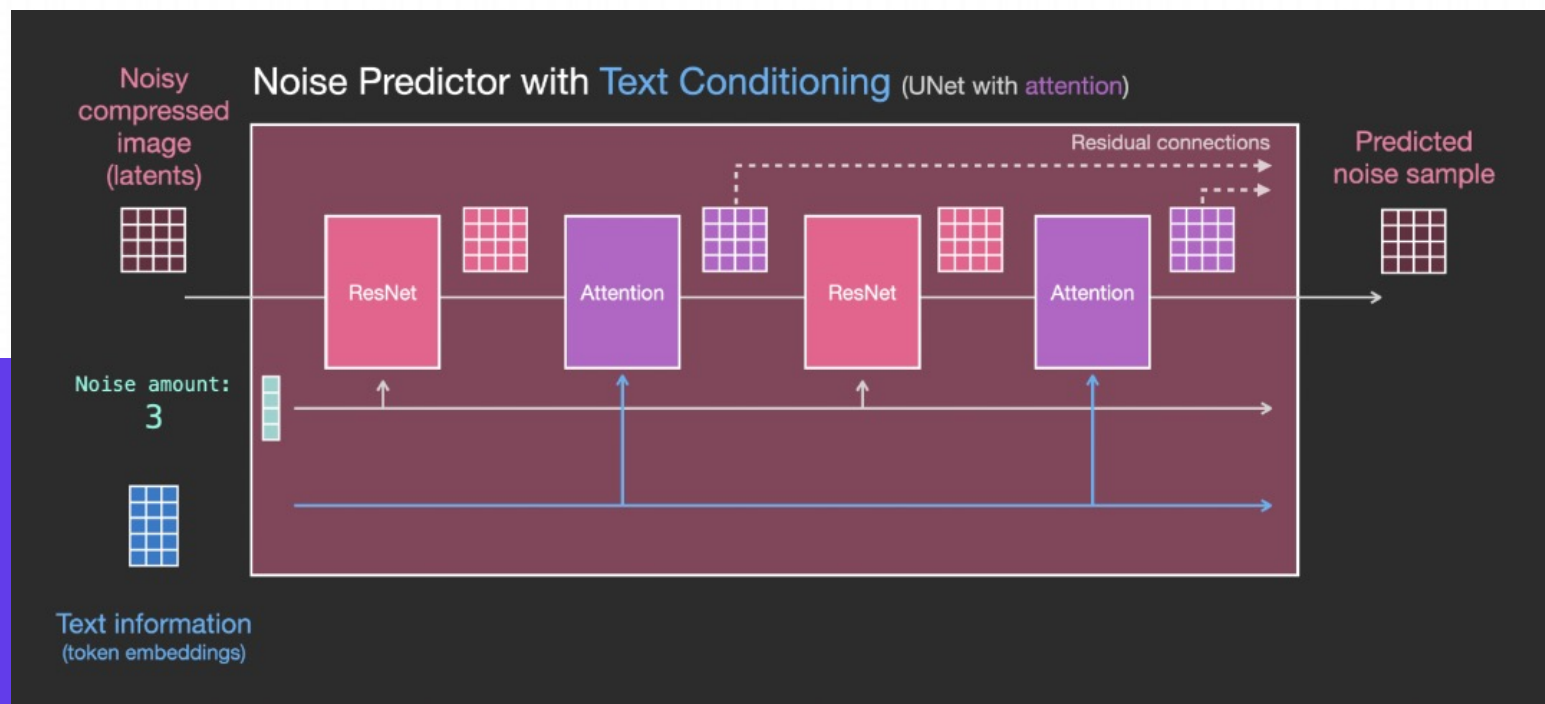 Noisy
compressed
image
(latents)
Noise Predictor with Text Conditioning (UNet with attention)
Residual connections
Predicted
noise sample
ResNet
Attention
ResNet
Attention
Noise amount:
3
Text information
(token embeddings)